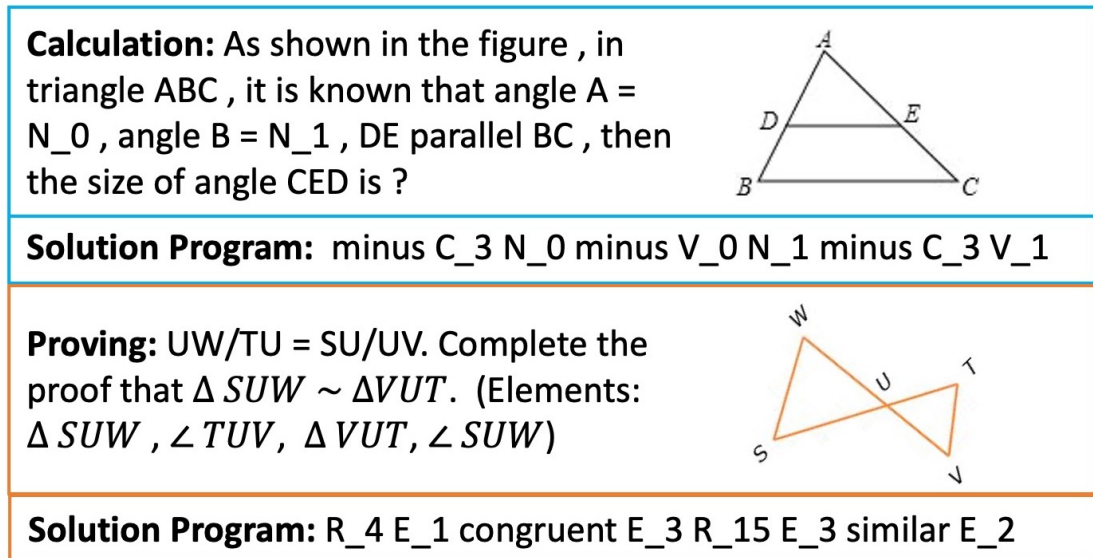 Calculation: As shown in the figure , in
triangle ABC , it is known that angle A =
N_0 , angle B = N_1 , DE parallel BC , then
the size of angle CED is ?
A
D
E
B
C
Solution Program: minus C_3 N_0 minus V_0 N_1 minus C_3 V_1
Proving: UW/TU = SU/UV. Complete the
proof that Δ SUW ~ ΔVUT. (Elements:
Δ SUW , ∠ TUV, Δ VUT, ∠ SUW)
W
U
T
S
V
Solution Program: R_4 E_1 congruent E_3 R_15 E_3 similar E_2